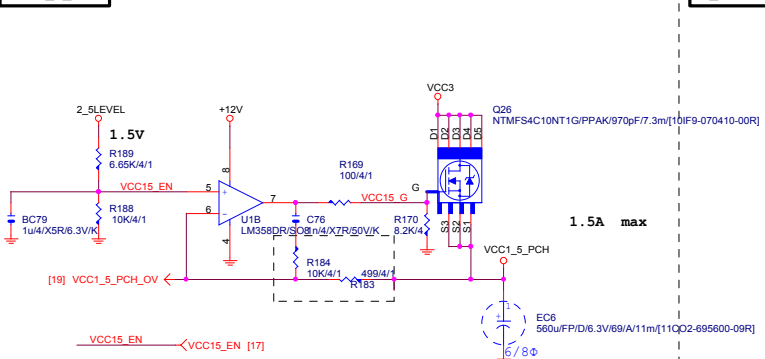 VCC3
2_5LEVEL
+12V
Q26
NTMFS4C10NT1G/PPAK/970pF/7.3m/[10IF9-070410-00R]
D1
D2
D3
D4
D5
1.5V
R189
6.65K/4/1
R169
100/4/1
8
VCC15_EN
5
+
7
VCC15_G
G
6
−
R188
10K/4/1
BC79
1u/4/X5R/6.3V/K
U1B
LM358DR/SO8
C76
1n/4/X7R/50V/K
R170
8.2K/4
S3
S2
S1
1.5A max
4
VCC1_5_PCH
R184
10K/4/1
499/4/1
R183
[19] VCC1_5_PCH_OV
1
+
EC6
560u/FP/D/6.3V/69/A/11m/[11CO2-695600-09R]
VCC15_EN
VCC15_EN [17]
6/8Φ